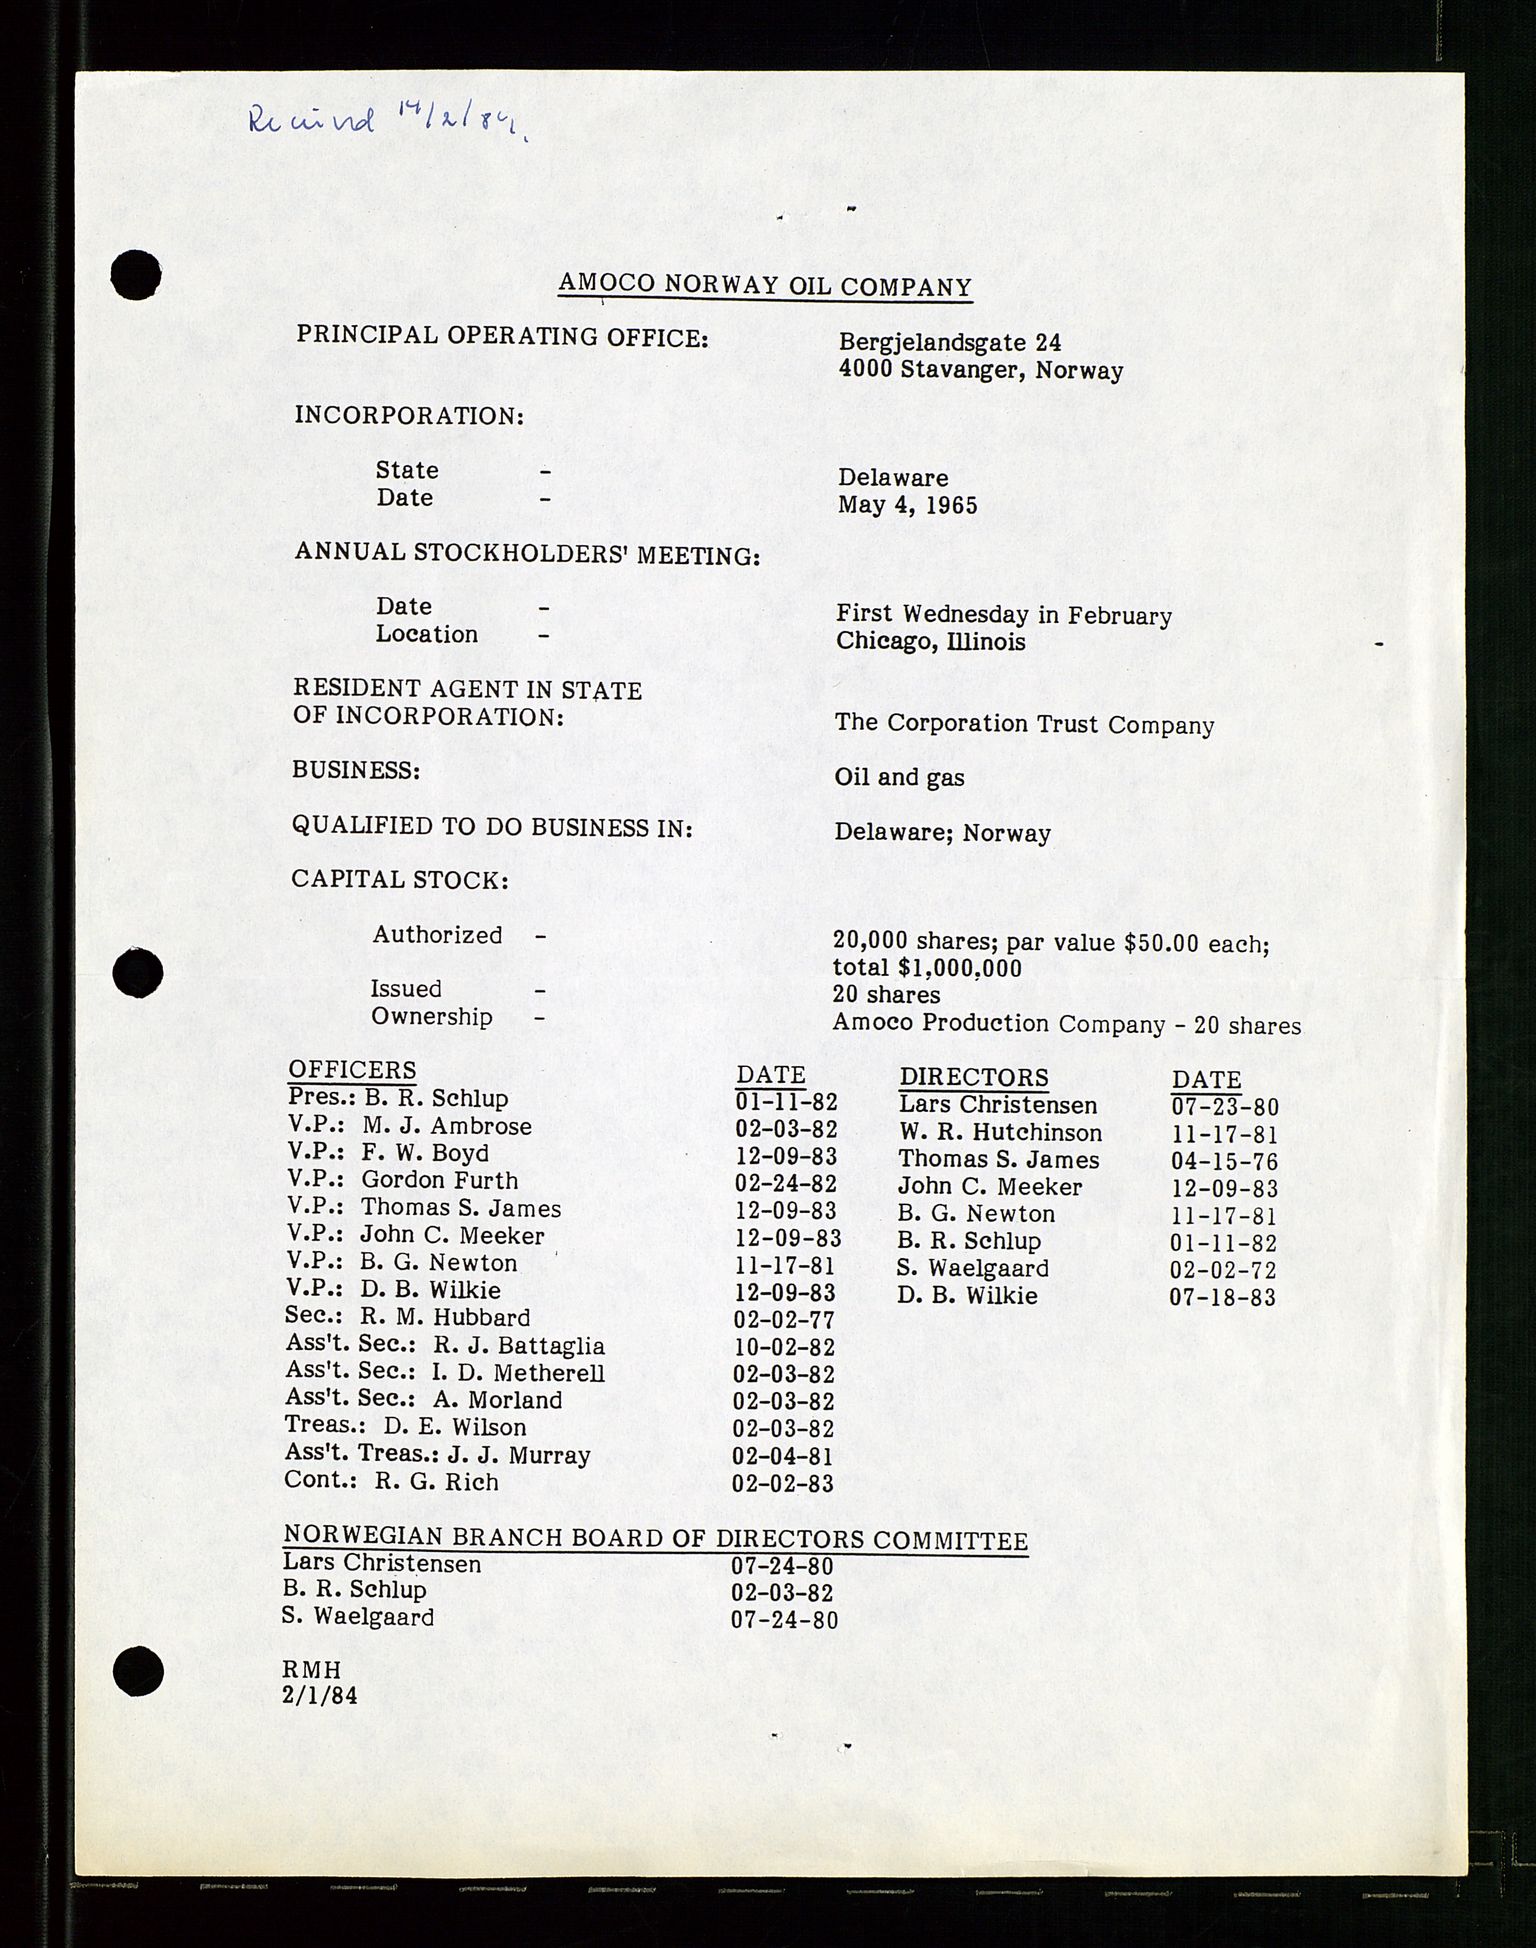 Received 14/2/84.
AMOCO NORWAY OIL COMPANY
PRINCIPAL OPERATING OFFICE: Bergjelandsgate 24
4000 Stavanger, Norway
INCORPORATION:
State - Delaware
Date - May 4, 1965
ANNUAL STOCKHOLDERS' MEETING:
Date - First Wednesday in February
Location - Chicago, Illinois
RESIDENT AGENT IN STATE
OF INCORPORATION: The Corporation Trust Company
BUSINESS: Oil and gas
QUALIFIED TO DO BUSINESS IN: Delaware; Norway
CAPITAL STOCK:
Authorized - 20,000 shares; par value $50.00 each;
total $1,000,000
Issued - 20 shares
Ownership - Amoco Production Company - 20 shares
OFFICERS DATE DIRECTORS DATE
Pres.: B. R. Schlup 01-11-82 Lars Christensen 07-23-80
V.P.: M. J. Ambrose 02-03-82 W. R. Hutchinson 11-17-81
V.P.: F. W. Boyd 12-09-83 Thomas S. James 04-15-76
V.P.: Gordon Furth 02-24-82 John C. Meeker 12-09-83
V.P.: Thomas S. James 12-09-83 B. G. Newton 11-17-81
V.P.: John C. Meeker 12-09-83 B. R. Schlup 01-11-82
V.P.: B. G. Newton 11-17-81 S. Waelgaard 02-02-72
V.P.: D. B. Wilkie 12-09-83 D. B. Wilkie 07-18-83
Sec.: R. M. Hubbard 02-02-77
Ass't. Sec.: R. J. Battaglia 10-02-82
Ass't. Sec.: I. D. Metherell 02-03-82
Ass't. Sec.: A. Morland 02-03-82
Treas.: D. E. Wilson 02-03-82
Ass't. Treas.: J. J. Murray 02-04-81
Cont.: R. G. Rich 02-02-83
NORWEGIAN BRANCH BOARD OF DIRECTORS COMMITTEE
Lars Christensen 07-24-80
B. R. Schlup 02-03-82
S. Waelgaard 07-24-80
RMH
2/1/84